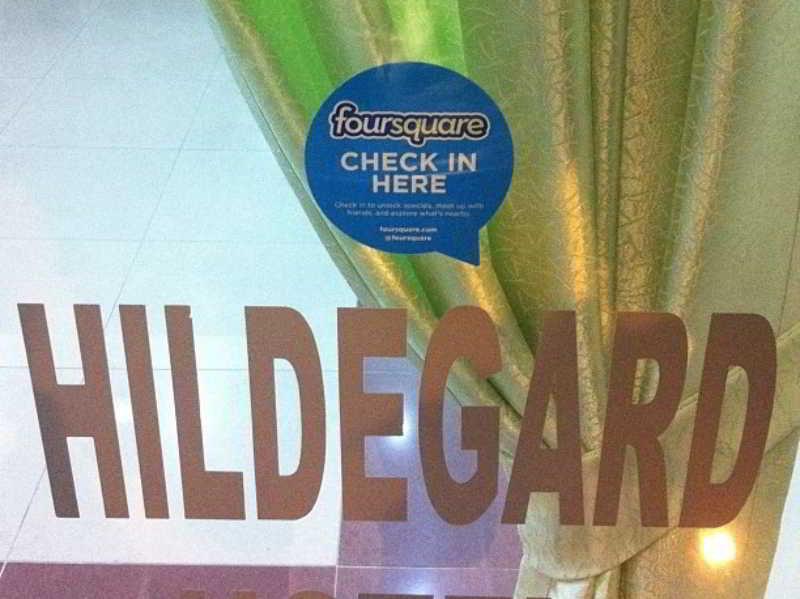 foursquare
CHECK IN
HERE
Check in to unlock specials, meet up with
friends, and explore what's nearby.
foursquare.com
@foursquare
HILDEGARD